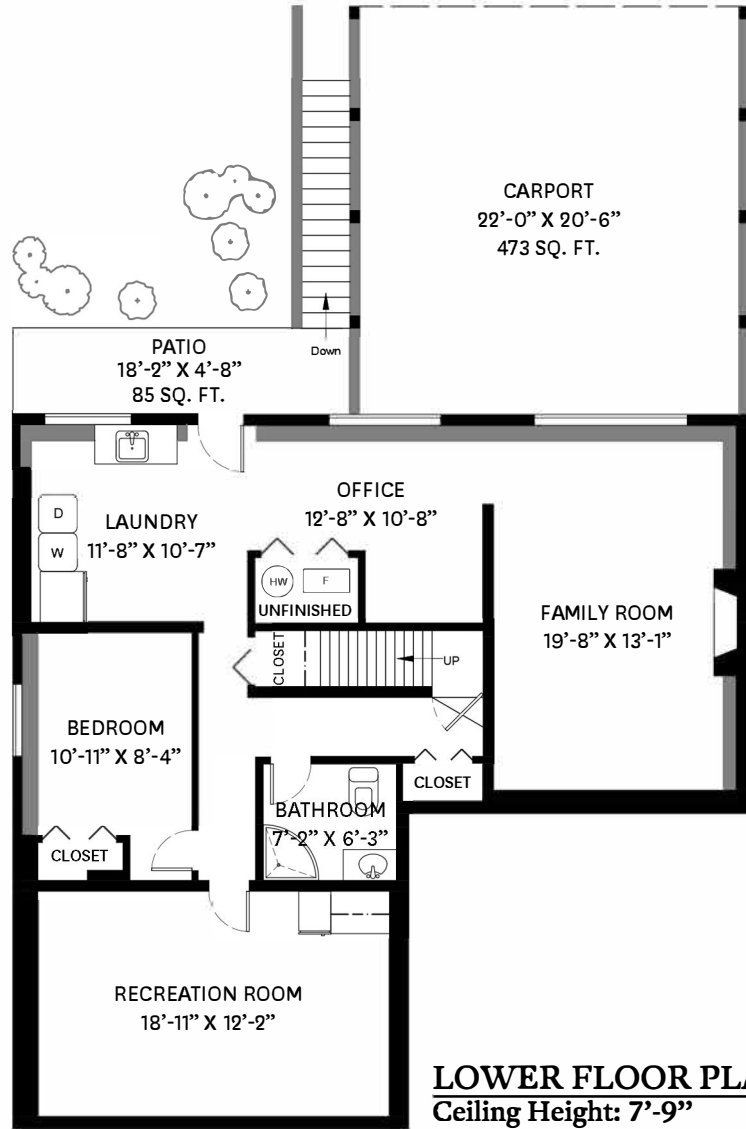 CARPORT
22’-0” X 20’-6”
473 SQ. FT.
Down
PATIO
18’-2” X 4’-8”
85 SQ. FT.
OFFICE
12’-8” X 10’-8”
D
LAUNDRY
11’-8” X 10’-7”
W
HW
F
UNFINISHED
FAMILY ROOM
19’-8” X 13’-1”
CLOSET
UP
BEDROOM
10’-11” X 8’-4”
CLOSET
BATHROOM
7’-2” X 6’-3”
CLOSET
RECREATION ROOM
18’-11” X 12’-2”
LOWER FLOOR PLA
Ceiling Height: 7’-9”